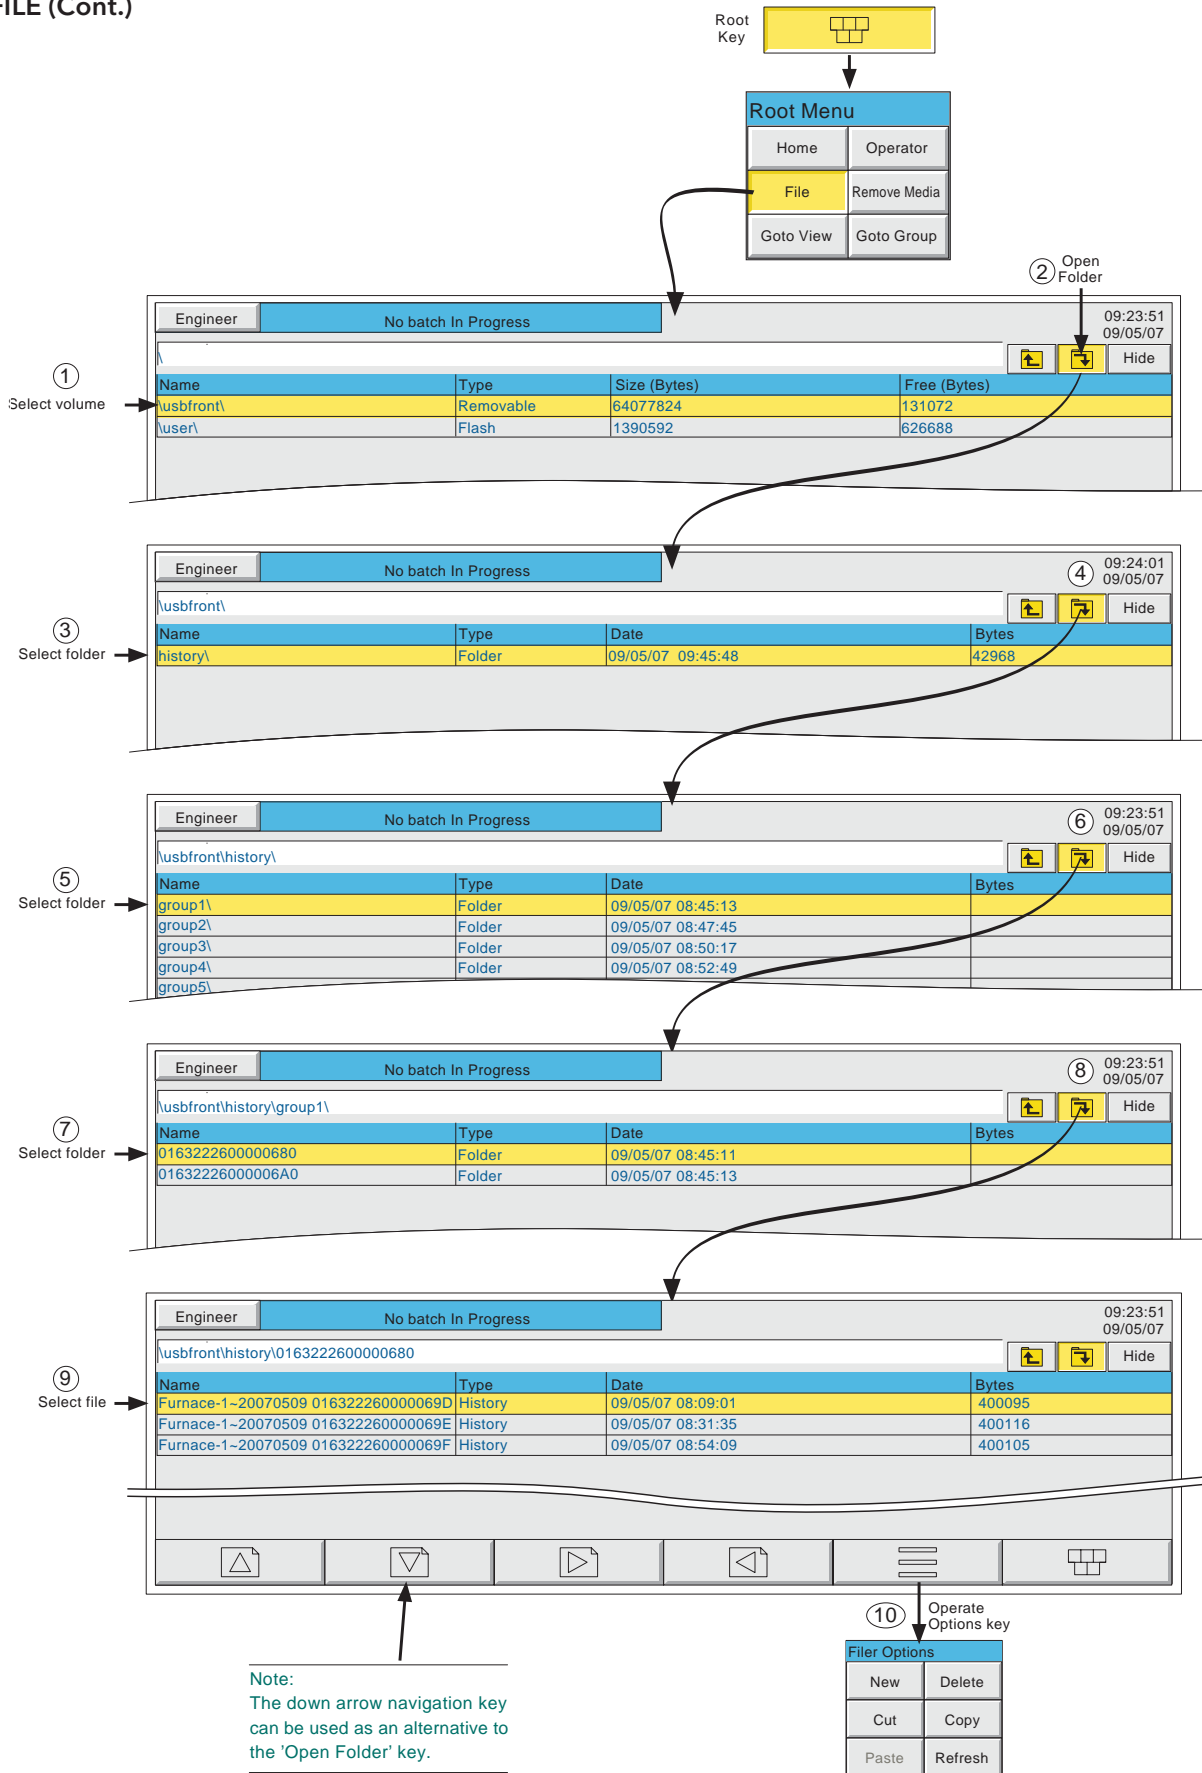 FILE (Cont.)
Root
Key
Root Menu
Home Operator
File Remove Media
Goto View Goto Group
2 Open
Folder
Engineer No batch In Progress 09:23:51
09/05/07
\ Hide
1
Select volume
Name Type Size (Bytes) Free (Bytes)
\usbfront\ Removable 64077824 131072
\user\ Flash 1390592 626688
Engineer No batch In Progress 4 09:24:01
09/05/07
\usbfront\ Hide
3
Select folder
Name Type Date Bytes
history\ Folder 09/05/07 09:45:48 42968
Engineer No batch In Progress 6 09:23:51
09/05/07
\usbfront\history\ Hide
5
Select folder
Name Type Date Bytes
group1\ Folder 09/05/07 08:45:13
group2\ Folder 09/05/07 08:47:45
group3\ Folder 09/05/07 08:50:17
group4\ Folder 09/05/07 08:52:49
group5\
Engineer No batch In Progress 8 09:23:51
09/05/07
\usbfront\history\group1\ Hide
7
Select folder
Name Type Date Bytes
0163222600000680 Folder 09/05/07 08:45:11
01632226000006A0 Folder 09/05/07 08:45:13
Engineer No batch In Progress 09:23:51
09/05/07
\usbfront\history\0163222600000680 Hide
9
Select file
Name Type Date Bytes
Furnace-1~20070509 016322260000069D History 09/05/07 08:09:01 400095
Furnace-1~20070509 016322260000069E History 09/05/07 08:31:35 400116
Furnace-1~20070509 016322260000069F History 09/05/07 08:54:09 400105
10 Operate
Options key
Filer Options
New Delete
Cut Copy
Paste Refresh
Note:
The down arrow navigation key
can be used as an alternative to
the 'Open Folder' key.